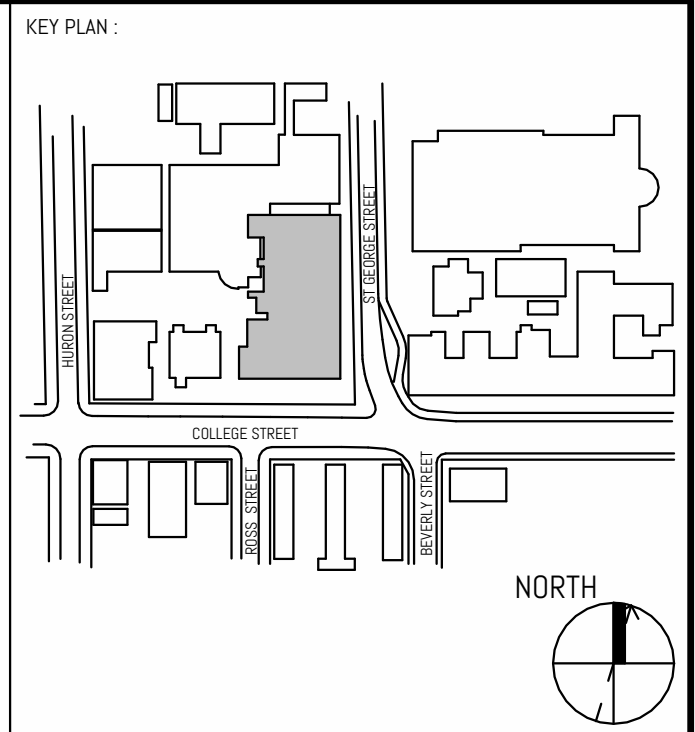 KEY PLAN :
ST GEORGE STREET
HURON STREET
COLLEGE STREET
ROSS STREET
BEVERLY STREET
NORTH